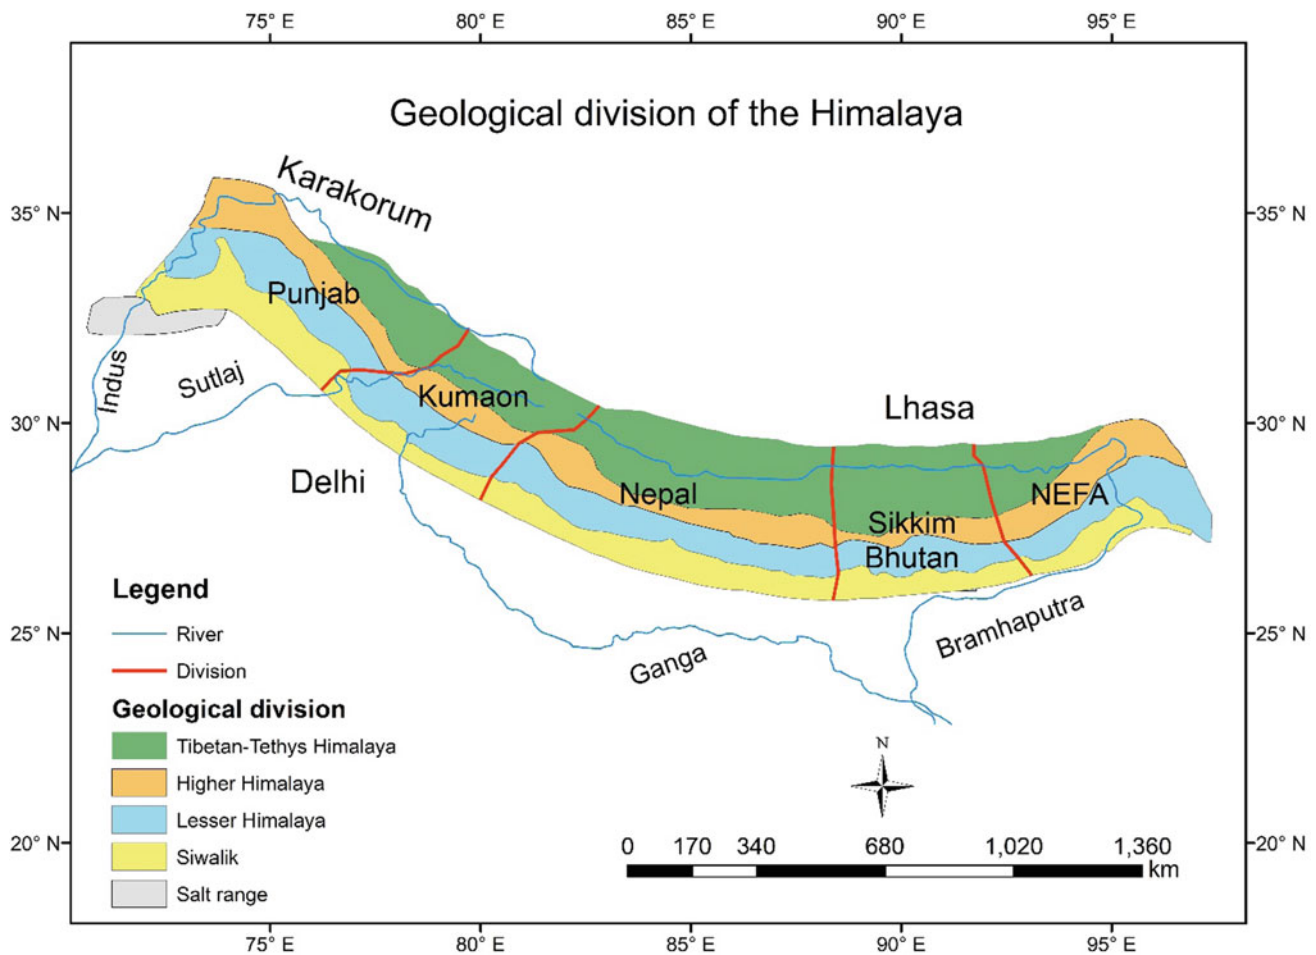 75° E 80° E 85° E 90° E 95° E
Geological division of the Himalaya
Karakorum
35° N 35° N
Punjab
Indus
Sutlaj
Kumaon
Lhasa
30° N 30° N
Delhi
Nepal
NEFA
Sikkim
Bhutan
Legend
River
Division
25° N 25° N
Ganga
Bramhaputra
Geological division
Tibetan-Tethys Himalaya
Higher Himalaya
Lesser Himalaya
Siwalik
Salt range
N
20° N 20° N
0 170 340 680 1,020 1,360
km
75° E 80° E 85° E 90° E 95° E